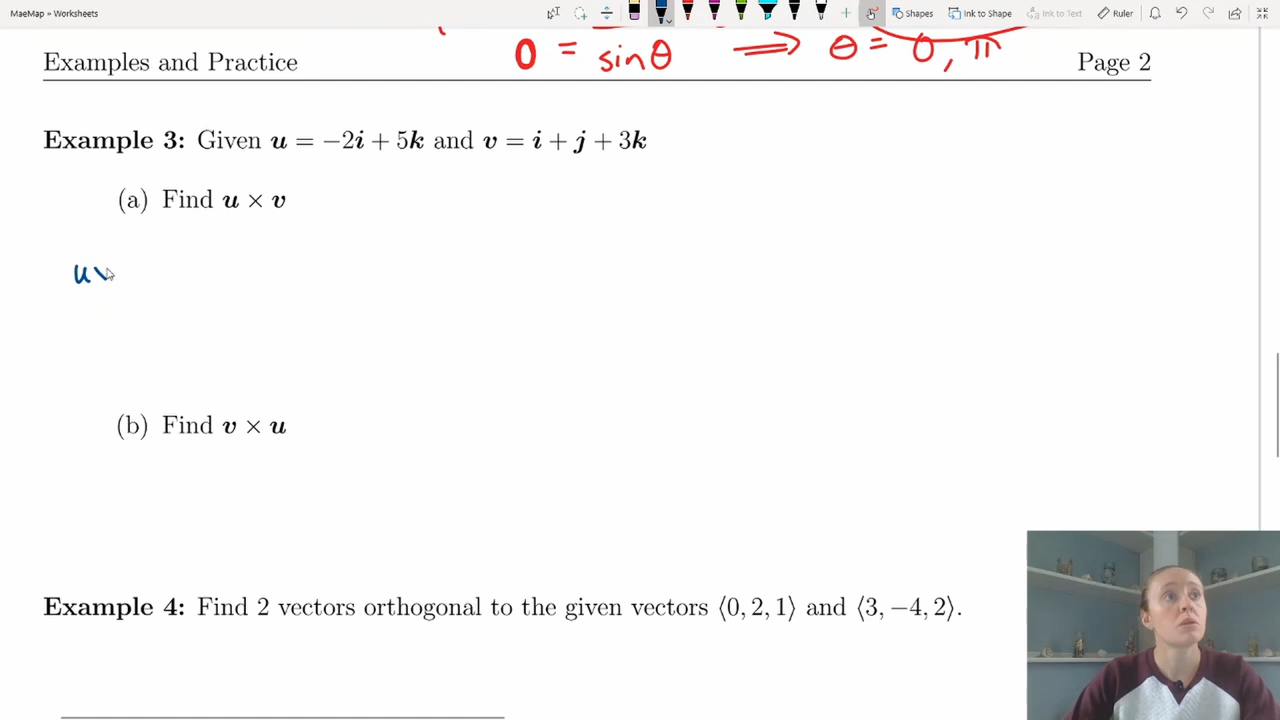 MaeMap » Worksheets
Shapes Ink to Shape Ink to Text Ruler
0 = sinθ ⟹ θ = 0, π
Examples and Practice Page 2
Example 3: Given u = −2i + 5k and v = i + j + 3k
(a) Find u × v
u
(b) Find v × u
Example 4: Find 2 vectors orthogonal to the given vectors ⟨0, 2, 1⟩ and ⟨3, −4, 2⟩.